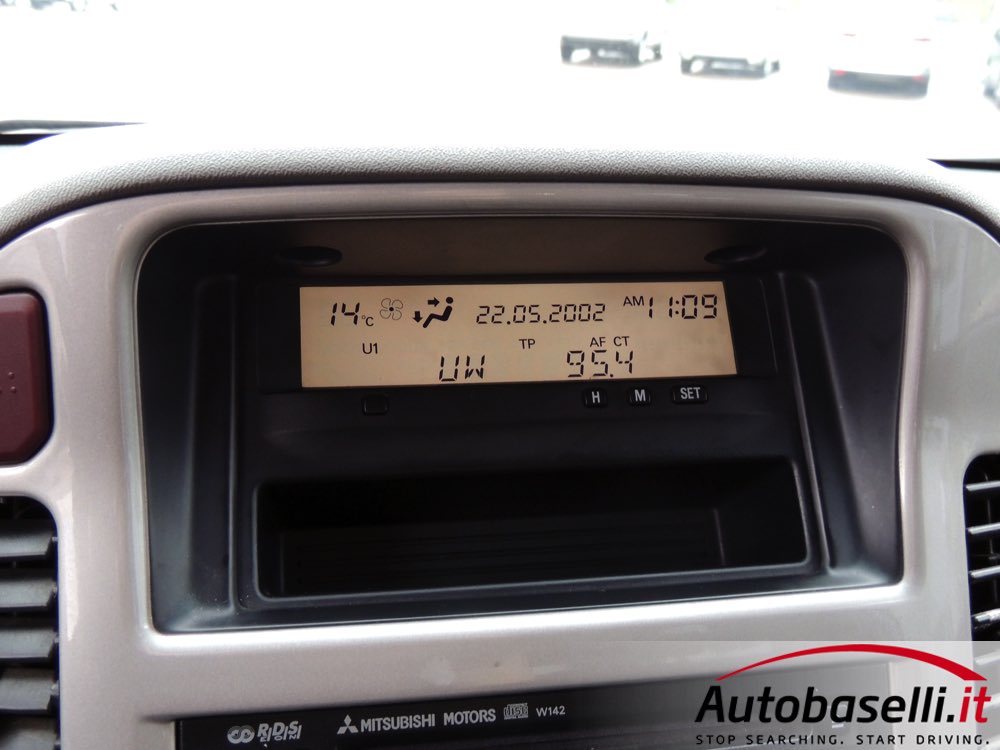 14°C 22.05.2002 AM 11:09
U1 TP AF CT
UW 95.4
H M SET
R·D·S EON
MITSUBISHI MOTORS W142
Autobaselli.it
STOP SEARCHING. START DRIVING.